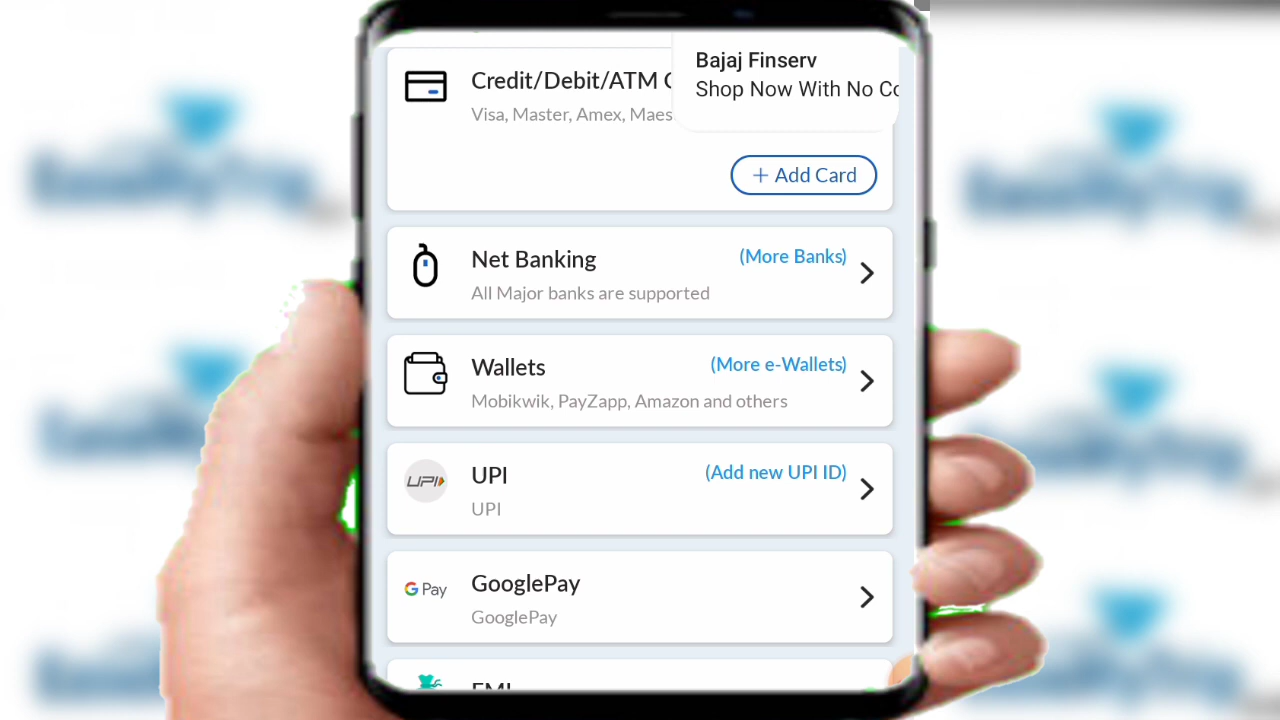 Bajaj Finserv
Shop Now With No
Credit/Debit/ATM
Visa, Master, Amex,
+ Add Card
Net Banking
(More Banks)
All Major banks are supported
Wallets
(More e-Wallets)
Mobikwik, PayZapp, Amazon and others
UPI
UPI
(Add new UPI ID)
UPI
G Pay
GooglePay
GooglePay
EMI